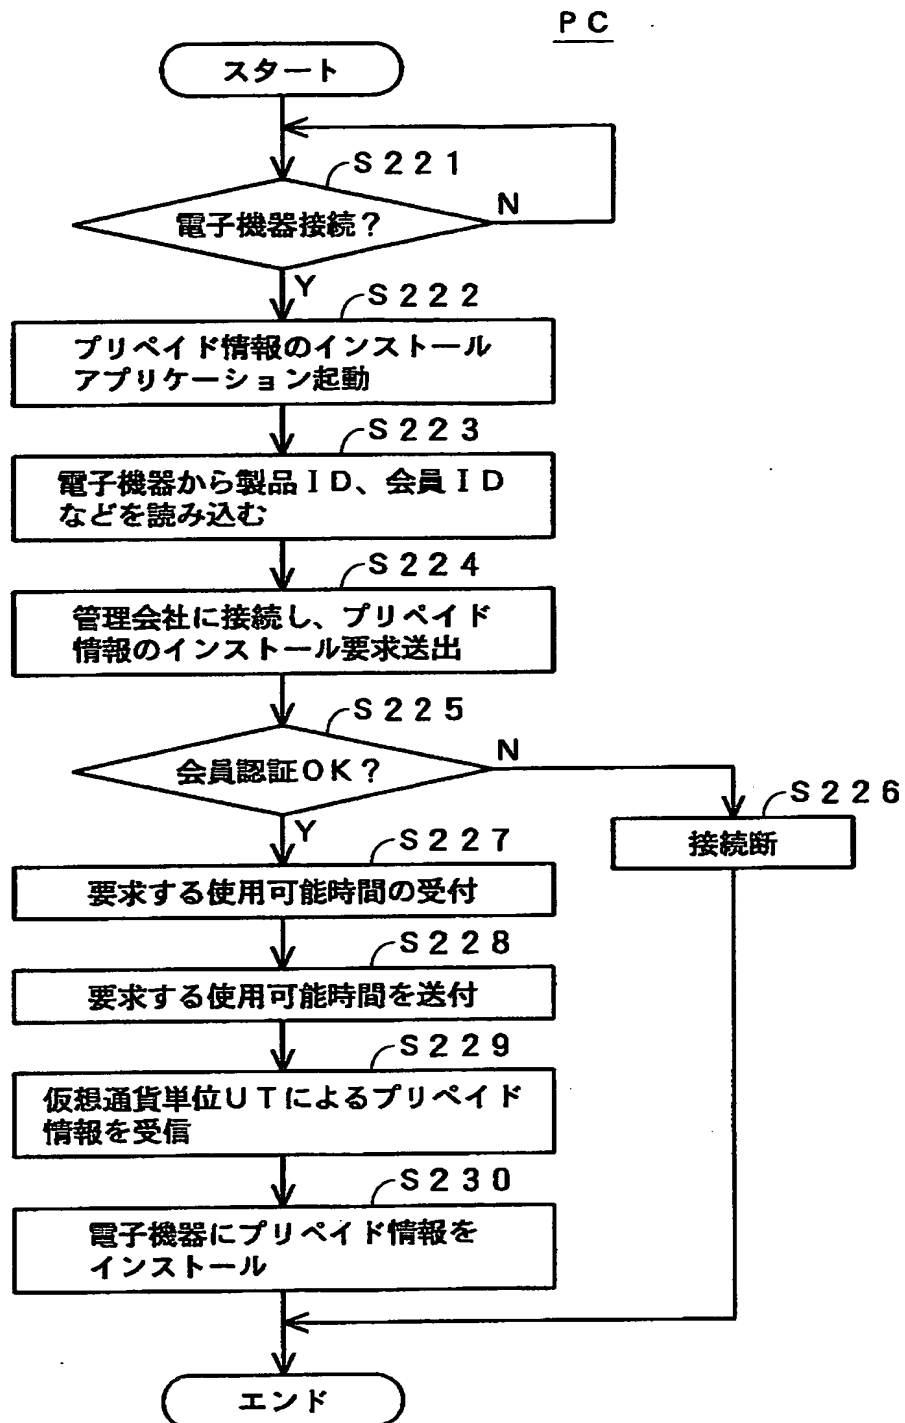 PC
スタート
S221
電子機器接続?
N
Y
S222
プリペイド情報のインストール
アプリケーション起動
S223
電子機器から製品ID、会員ID
などを読み込む
S224
管理会社に接続し、プリペイド
情報のインストール要求送出
S225
会員認証OK?
N
Y
S226
接続断
S227
要求する使用可能時間の受付
S228
要求する使用可能時間を送付
S229
仮想通貨単位UTによるプリペイド
情報を受信
S230
電子機器にプリペイド情報を
インストール
エンド